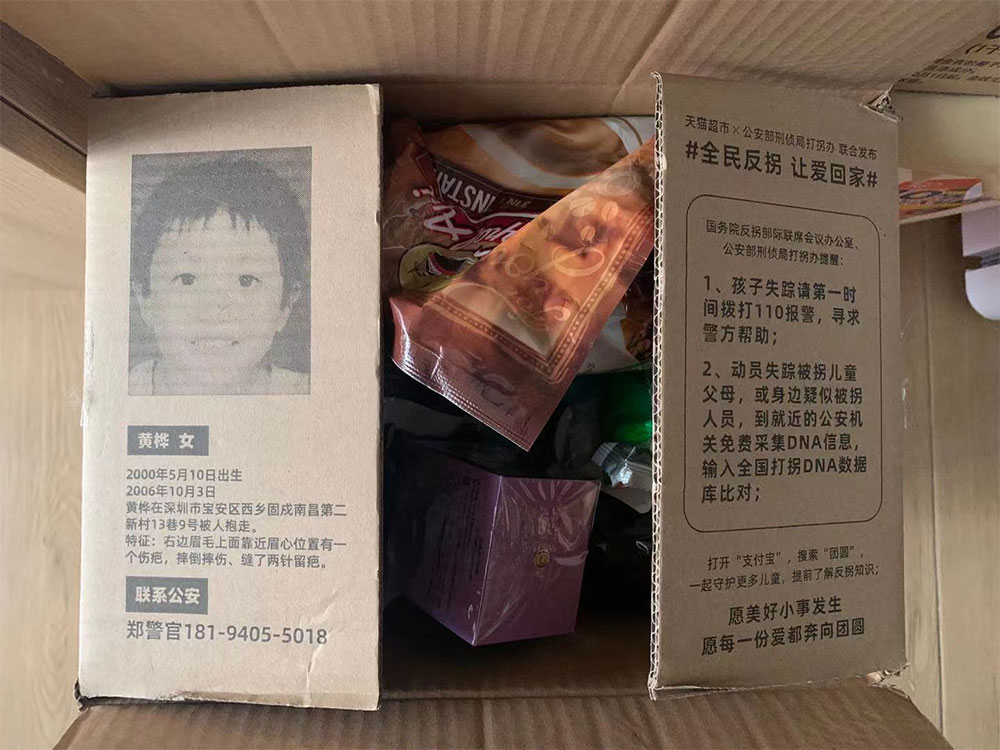 黄桦 女
2000年5月10日出生
2006年10月3日
黄桦在深圳市宝安区西乡固戍南昌第二
新村13巷9号被人抱走。
特征：右边眉毛上面靠近眉心位置有一
个伤疤，摔倒摔伤、缝了两针留疤。
联系公安
郑警官181-9405-5018
INSTAN
3IN1
天猫超市×公安部刑侦局打拐办 联合发布
#全民反拐 让爱回家#
国务院反拐部际联席会议办公室、
公安部刑侦局打拐办提醒：
1、孩子失踪请第一时
间拨打110报警，寻求
警方帮助；
2、动员失踪被拐儿童
父母，或身边疑似被拐
人员，到就近的公安机
关免费采集DNA信息，
输入全国打拐DNA数据
库比对；
打开“支付宝”，搜索“团圆”，
一起守护更多儿童，提前了解反拐知识；
愿美好小事发生
愿每一份爱都奔向团圆